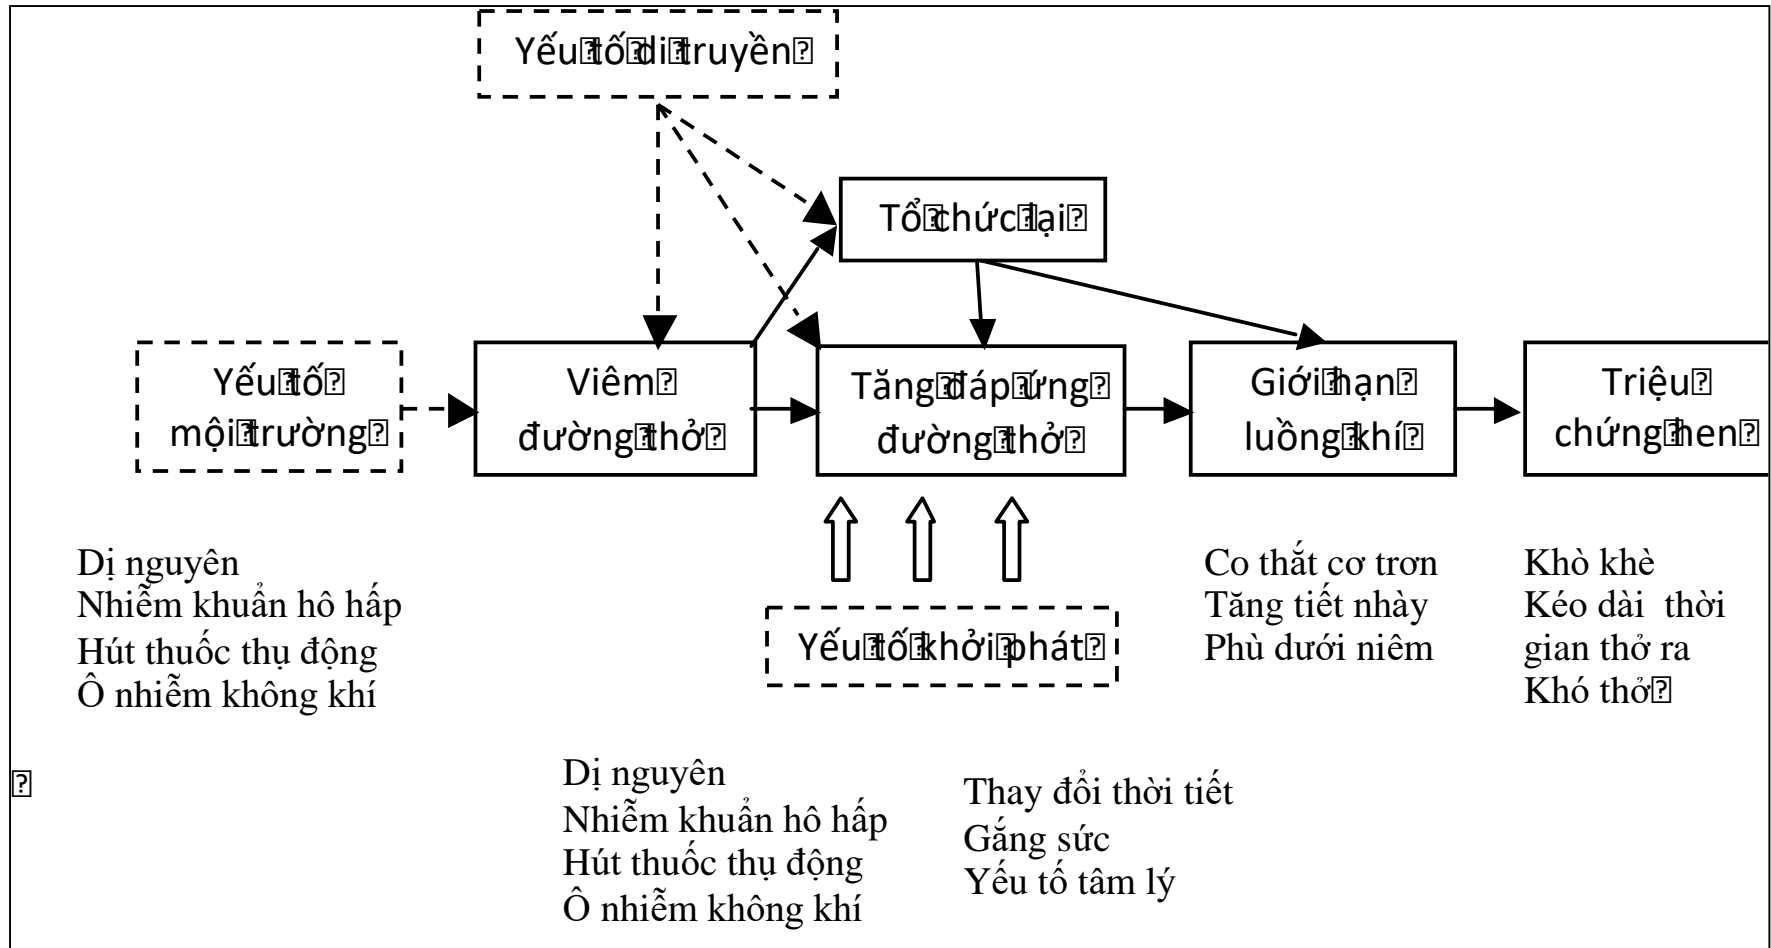 Yếu tố di truyền
Tổ chức lại
Yếu tố
mội trường
Viêm
đường thở
Tăng đáp ứng
đường thở
Giới hạn
luồng khí
Triệu
chứng hen
Dị nguyên
Nhiễm khuẩn hô hấp
Hút thuốc thụ động
Ô nhiễm không khí
Yếu tố khởi phát
Co thắt cơ trơn
Tăng tiết nhày
Phù dưới niêm
Khò khè
Kéo dài thời
gian thở ra
Khó thở
Dị nguyên
Nhiễm khuẩn hô hấp
Hút thuốc thụ động
Ô nhiễm không khí
Thay đổi thời tiết
Gắng sức
Yếu tố tâm lý